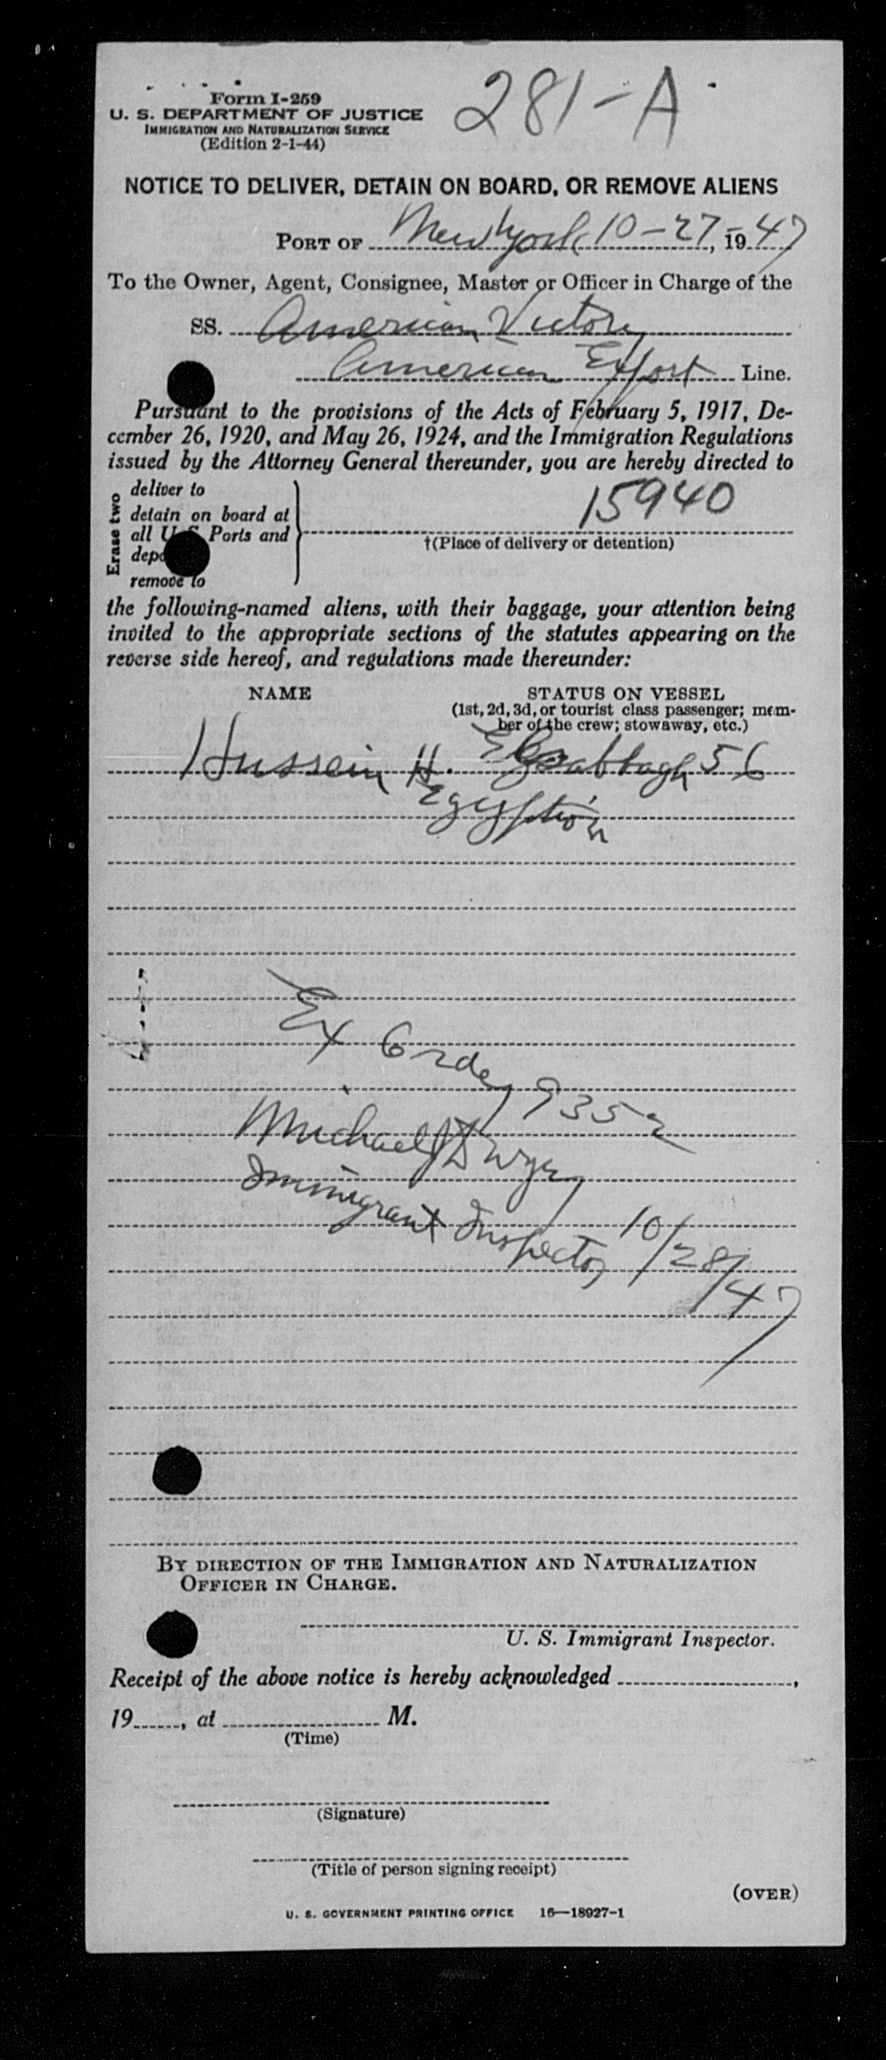 281-A
Form I-259
U. S. DEPARTMENT OF JUSTICE
IMMIGRATION AND NATURALIZATION SERVICE
(Edition 2-1-44)
NOTICE TO DELIVER, DETAIN ON BOARD, OR REMOVE ALIENS
PORT OF New York 10-27, 1947
To the Owner, Agent, Consignee, Master or Officer in Charge of the
SS. American Victory
American Export Line.
Pursuant to the provisions of the Acts of February 5, 1917, De-
cember 26, 1920, and May 26, 1924, and the Immigration Regulations
issued by the Attorney General thereunder, you are hereby directed to
Erase two
deliver to
detain on board at
all U. S. Ports and
remove to
15940
†(Place of delivery or detention)
the following-named aliens, with their baggage, your attention being
invited to the appropriate sections of the statutes appearing on the
reverse side hereof, and regulations made thereunder:
NAME STATUS ON VESSEL
(1st, 2d, 3d, or tourist class passenger; mem-
ber of the crew; stowaway, etc.)
Hussein H. 56
Egyption
Ex Order 9352
Michael J Dwyer
Immigrant Inspector 10/28/47
BY DIRECTION OF THE IMMIGRATION AND NATURALIZATION
OFFICER IN CHARGE.
U. S. Immigrant Inspector.
Receipt of the above notice is hereby acknowledged ,
19 , at M.
(Time)
(Signature)
(Title of person signing receipt)
(OVER)
U. S. GOVERNMENT PRINTING OFFICE 16—18927-1